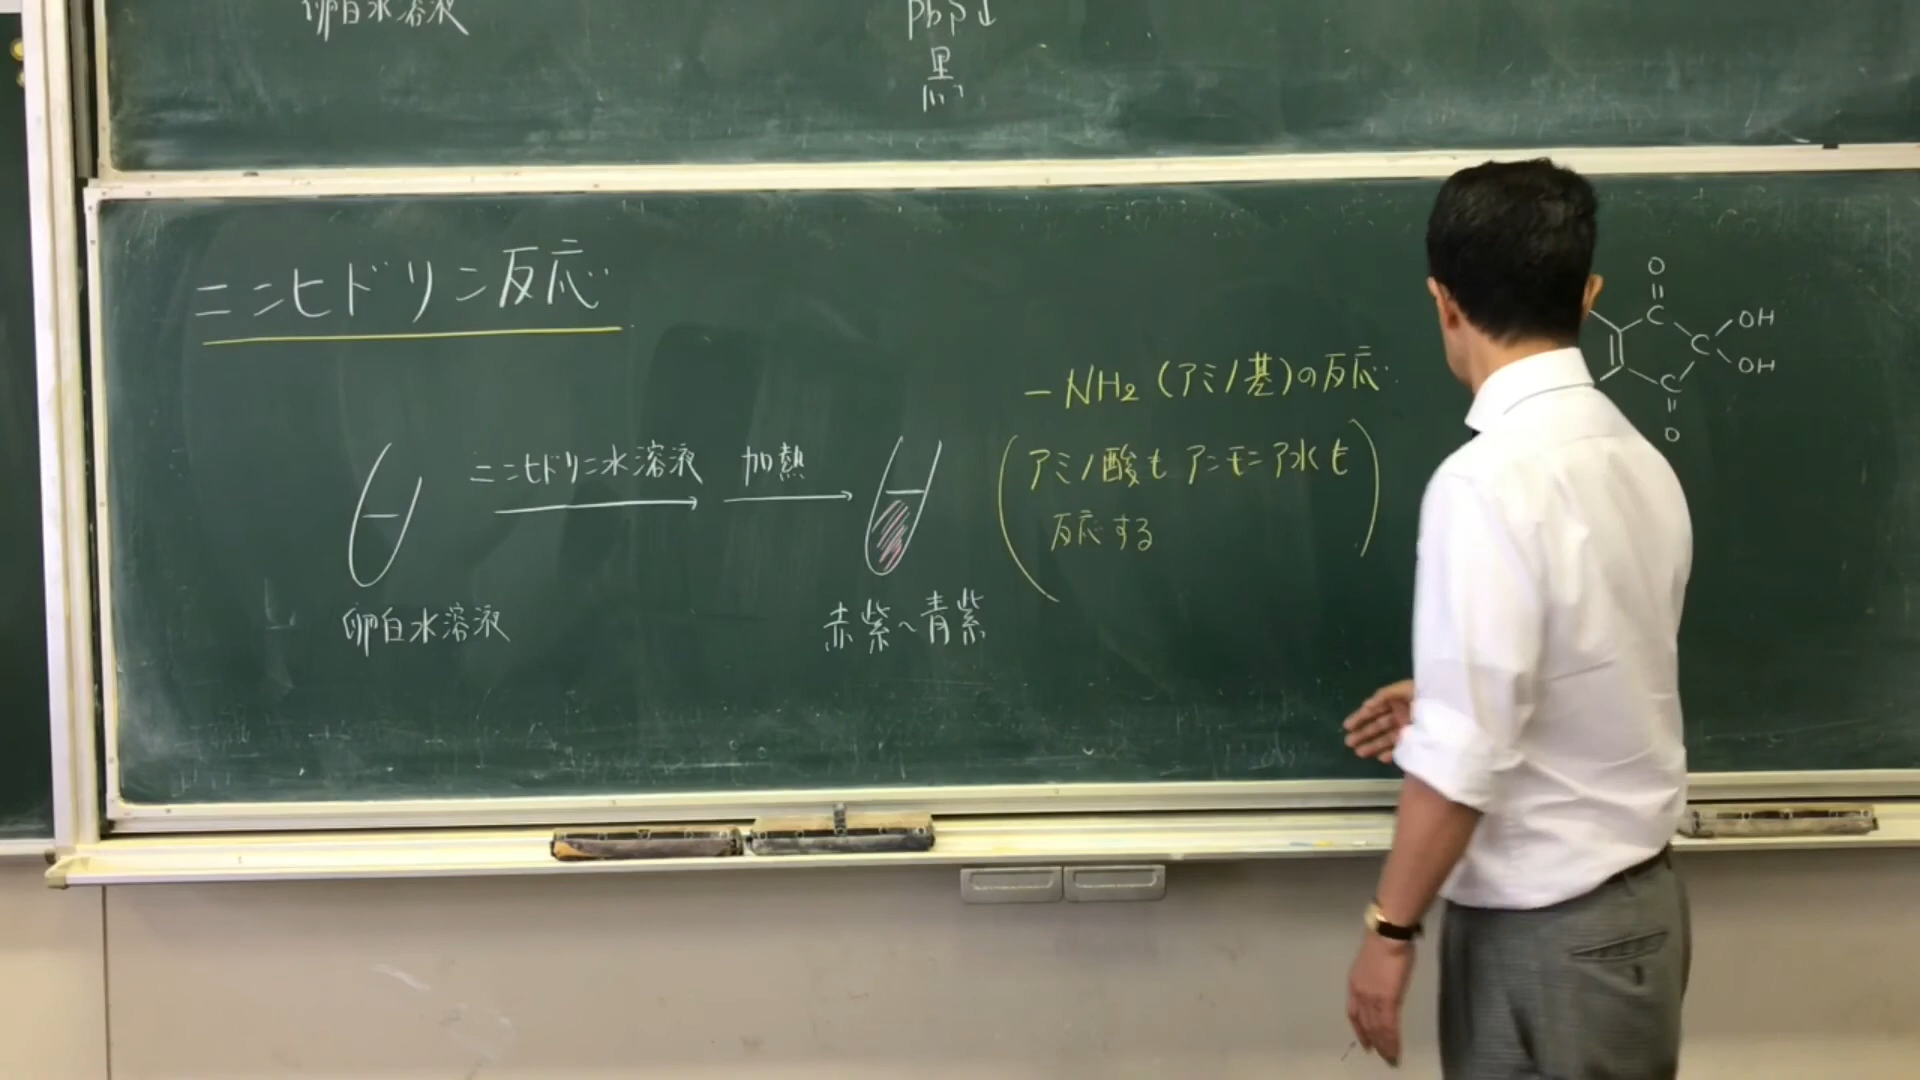 卵白水溶液
PbS↓
黒
ニンヒドリン反応
ニンヒドリン水溶液
加熱
卵白水溶液
赤紫~青紫
-NH₂ (アミノ基)の反応
(アミノ酸も アンモニア水も
反応する)
O
C
C
OH
OH
C
O